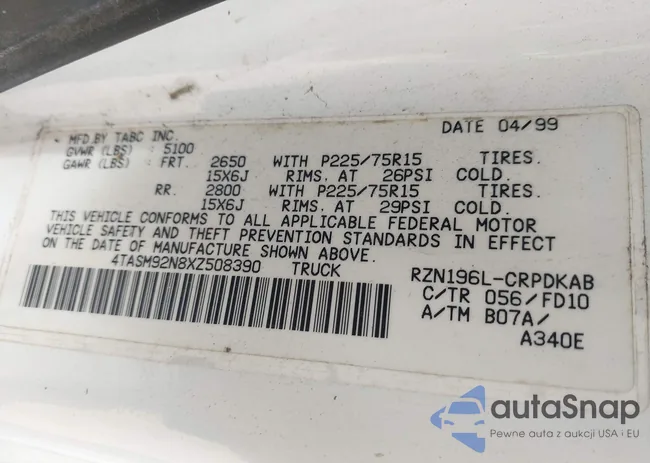 DATE 04/99
MFD BY TABC INC.
GVWR (LBS) : 5100
GAWR (LBS) : FRT. 2650 WITH P225/75R15 TIRES.
15X6J RIMS. AT 26PSI COLD.
RR. 2800 WITH P225/75R15 TIRES.
15X6J RIMS. AT 29PSI COLD.
THIS VEHICLE CONFORMS TO ALL APPLICABLE FEDERAL MOTOR
VEHICLE SAFETY AND THEFT PREVENTION STANDARDS IN EFFECT
ON THE DATE OF MANUFACTURE SHOWN ABOVE.
4TASM92N8XZ508390 TRUCK RZN196L-CRPDKAB
C/TR 056/FD10
A/TM B07A/
A340E
autaSnap
Pewne auta z aukcji USA i EU